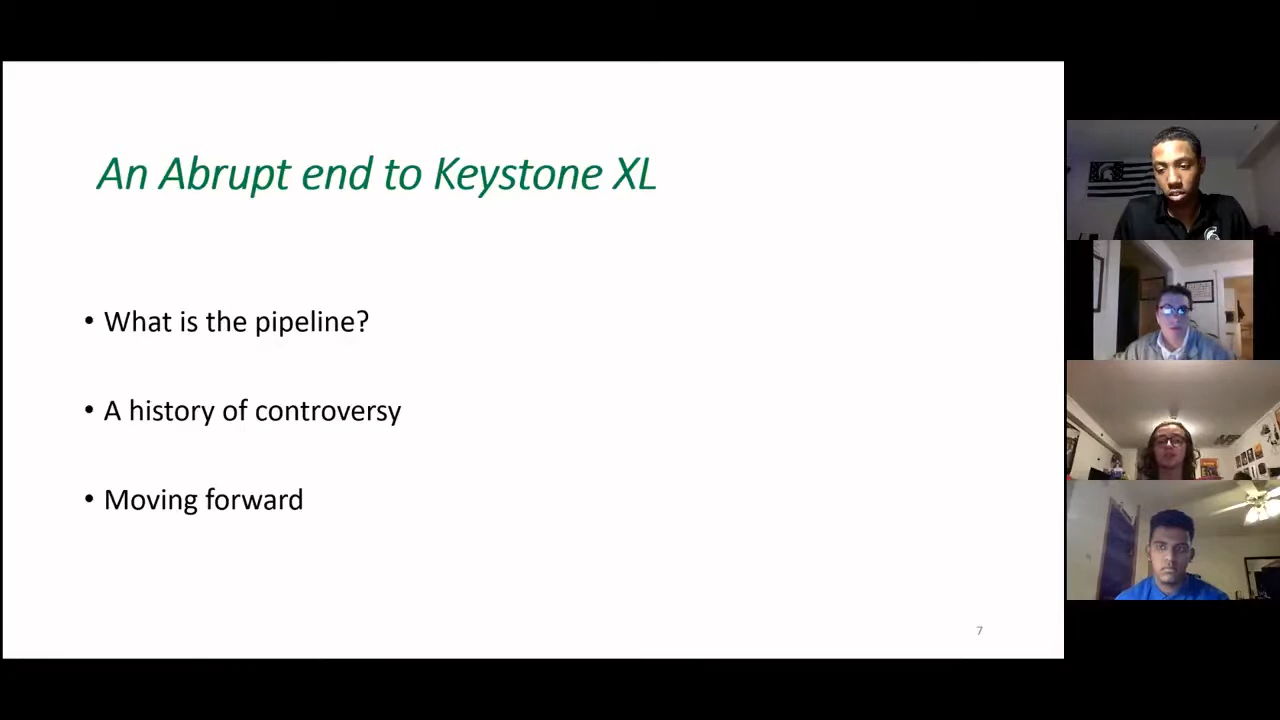 An Abrupt end to Keystone XL
• What is the pipeline?
• A history of controversy
• Moving forward
7